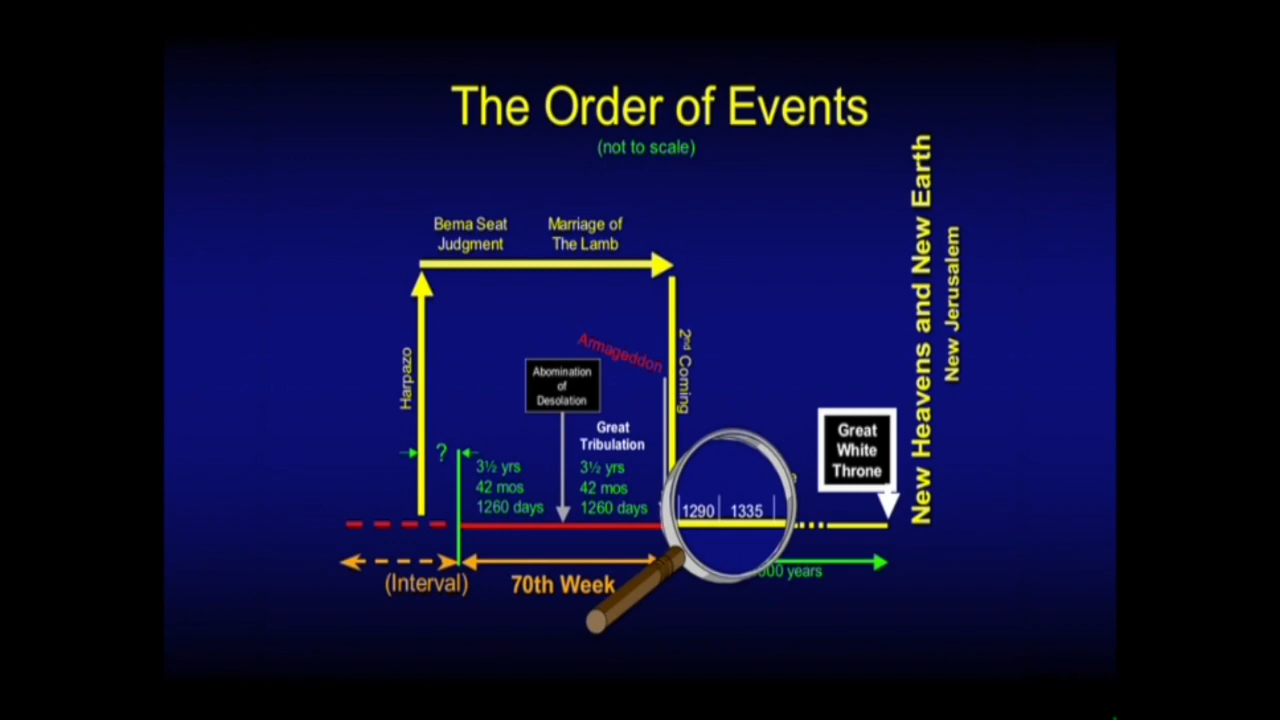 The Order of Events
(not to scale)
Bema Seat
Judgment
Marriage of
The Lamb
Harpazo
?
Abomination
of
Desolation
Armageddon
2nd Coming
Great
Tribulation
3½ yrs
42 mos
1260 days
3½ yrs
42 mos
1260 days
1290
1335
Great
White
Throne
New Heavens and New Earth
New Jerusalem
(Interval)
70th Week
years